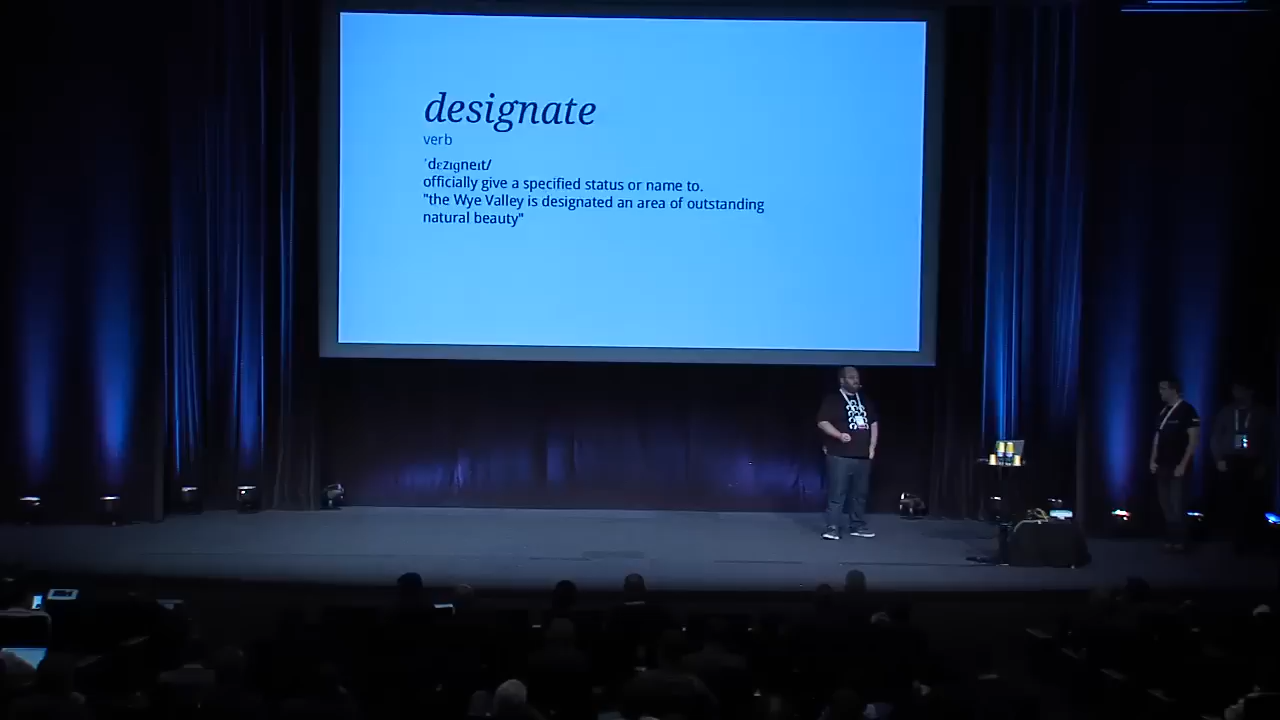 designate
verb
ˈdɛzɪɡneɪt/
officially give a specified status or name to.
"the Wye Valley is designated an area of outstanding
natural beauty"